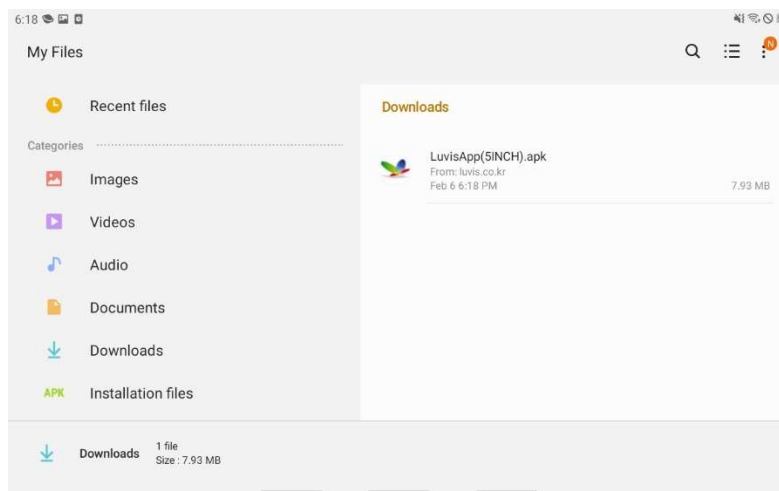 6:18
My Files
N
Recent files
Categories
Images
Videos
Audio
Documents
Downloads
APK Installation files
Downloads
LuvisApp(5INCH).apk
From: luvis.co.kr
Feb 6 6:18 PM 7.93 MB
Downloads
1 file
Size : 7.93 MB